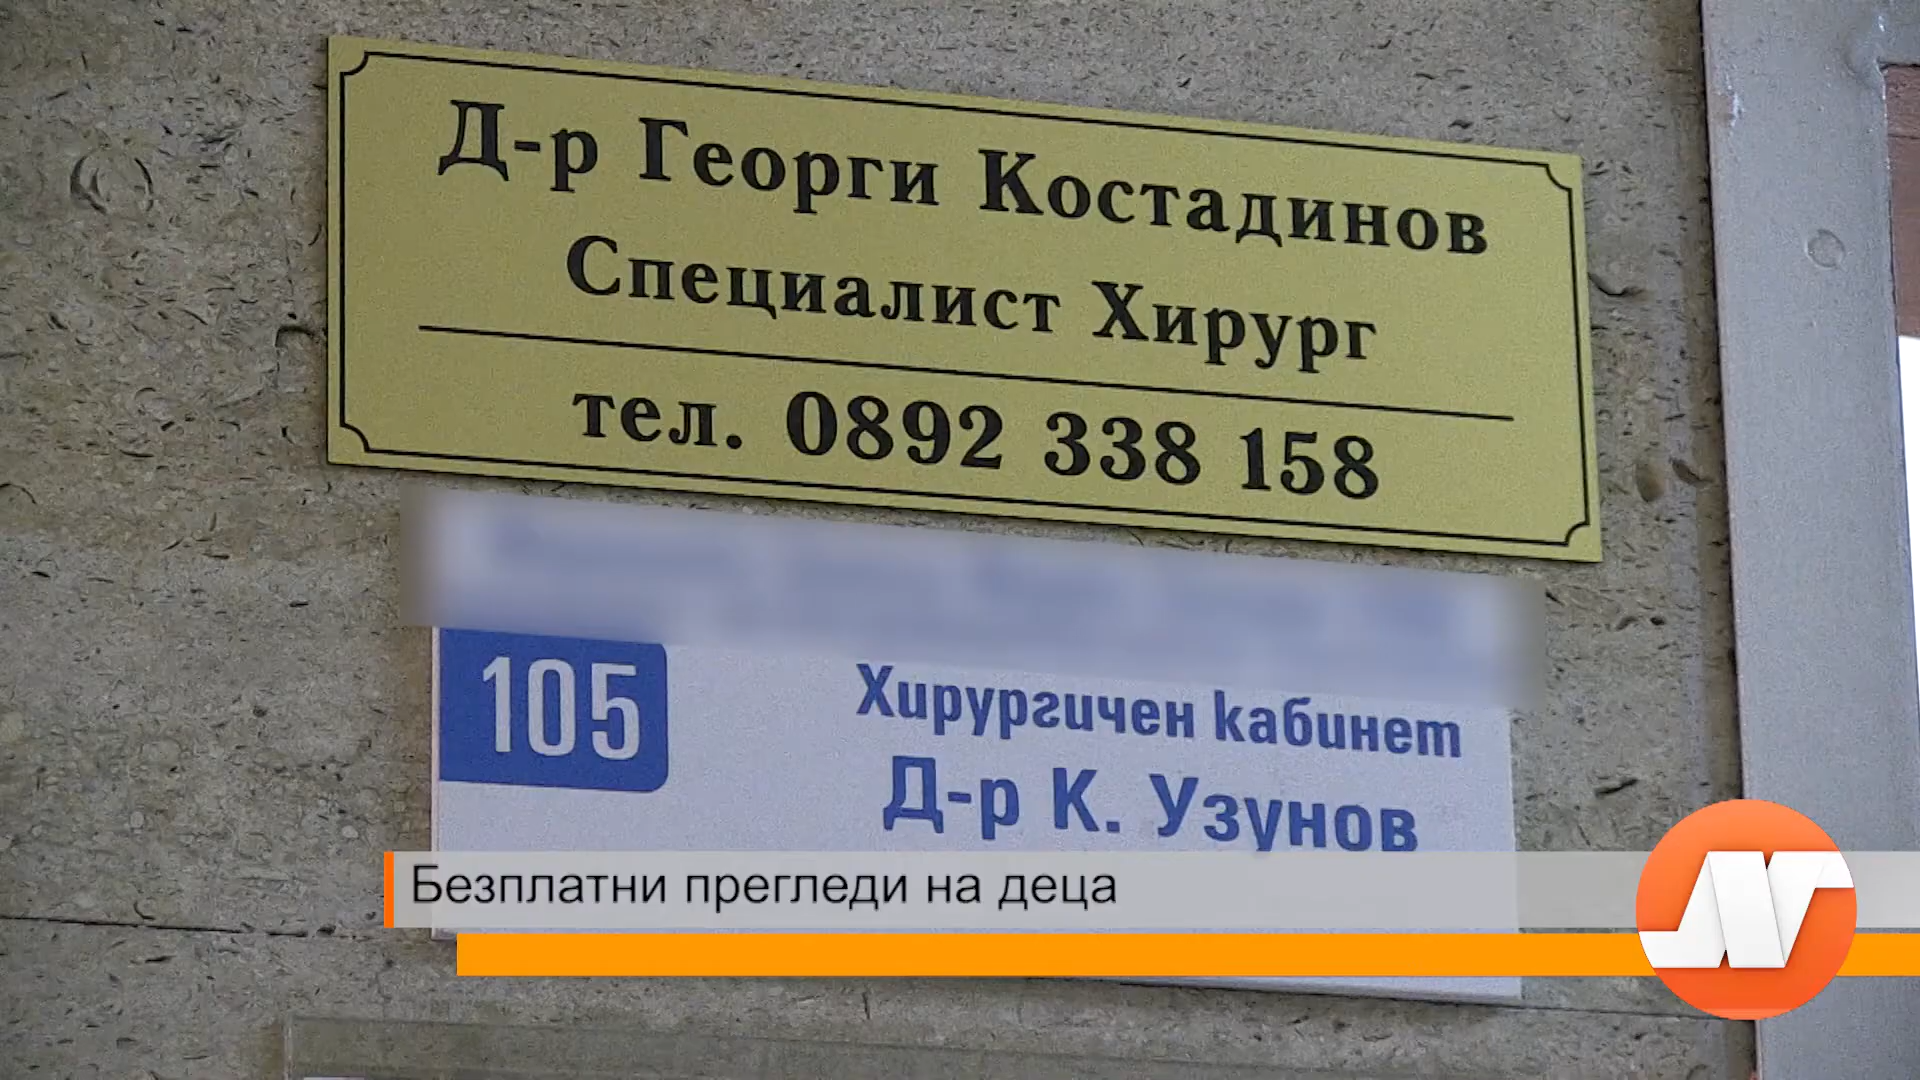 Д-р Георги Костадинов
Специалист Хирург
тел. 0892 338 158
105
Хирургичен кабинет
Д-р К. Узунов
Безплатни прегледи на деца